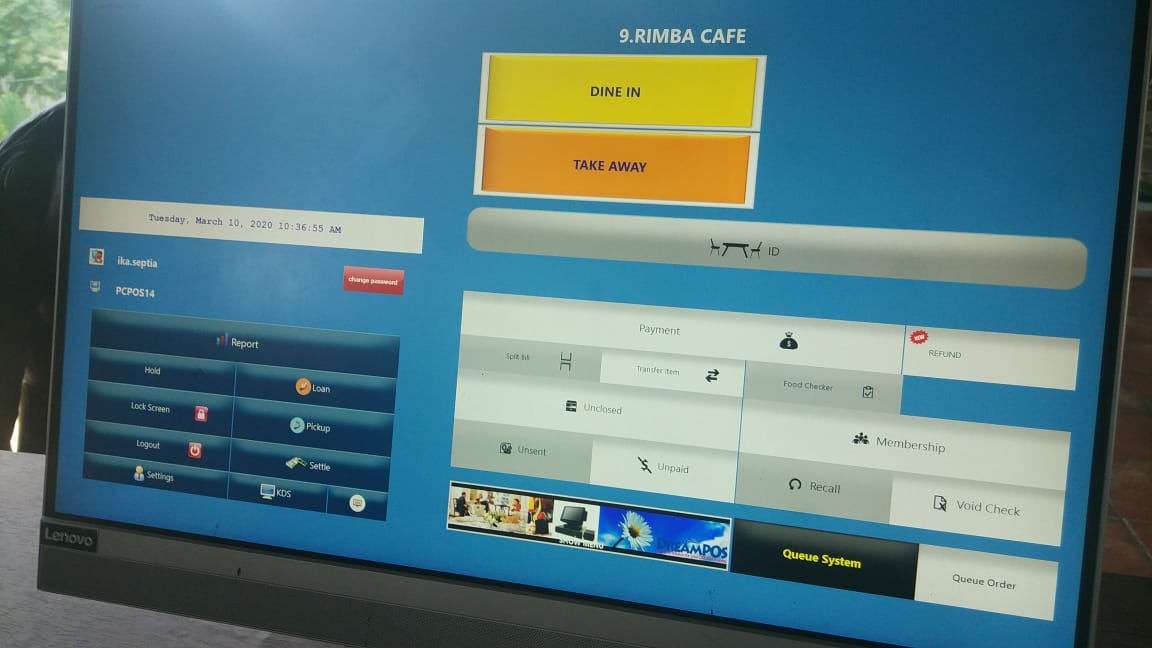 9.RIMBA CAFE
DINE IN
TAKE AWAY
Tuesday, March 10, 2020 10:36:55 AM
ID
ika.septia
change password
PCPOS14
Report
Hold
Loan
Lock Screen
Pickup
Logout
Settle
Settings
KDS
Payment
NEW
REFUND
Split Bill
Transfer Item
Food Checker
Unclosed
Membership
Unsent
Unpaid
Recall
Void Check
SHOW MENU
DREAMPOS
Queue System
Queue Order
Lenovo